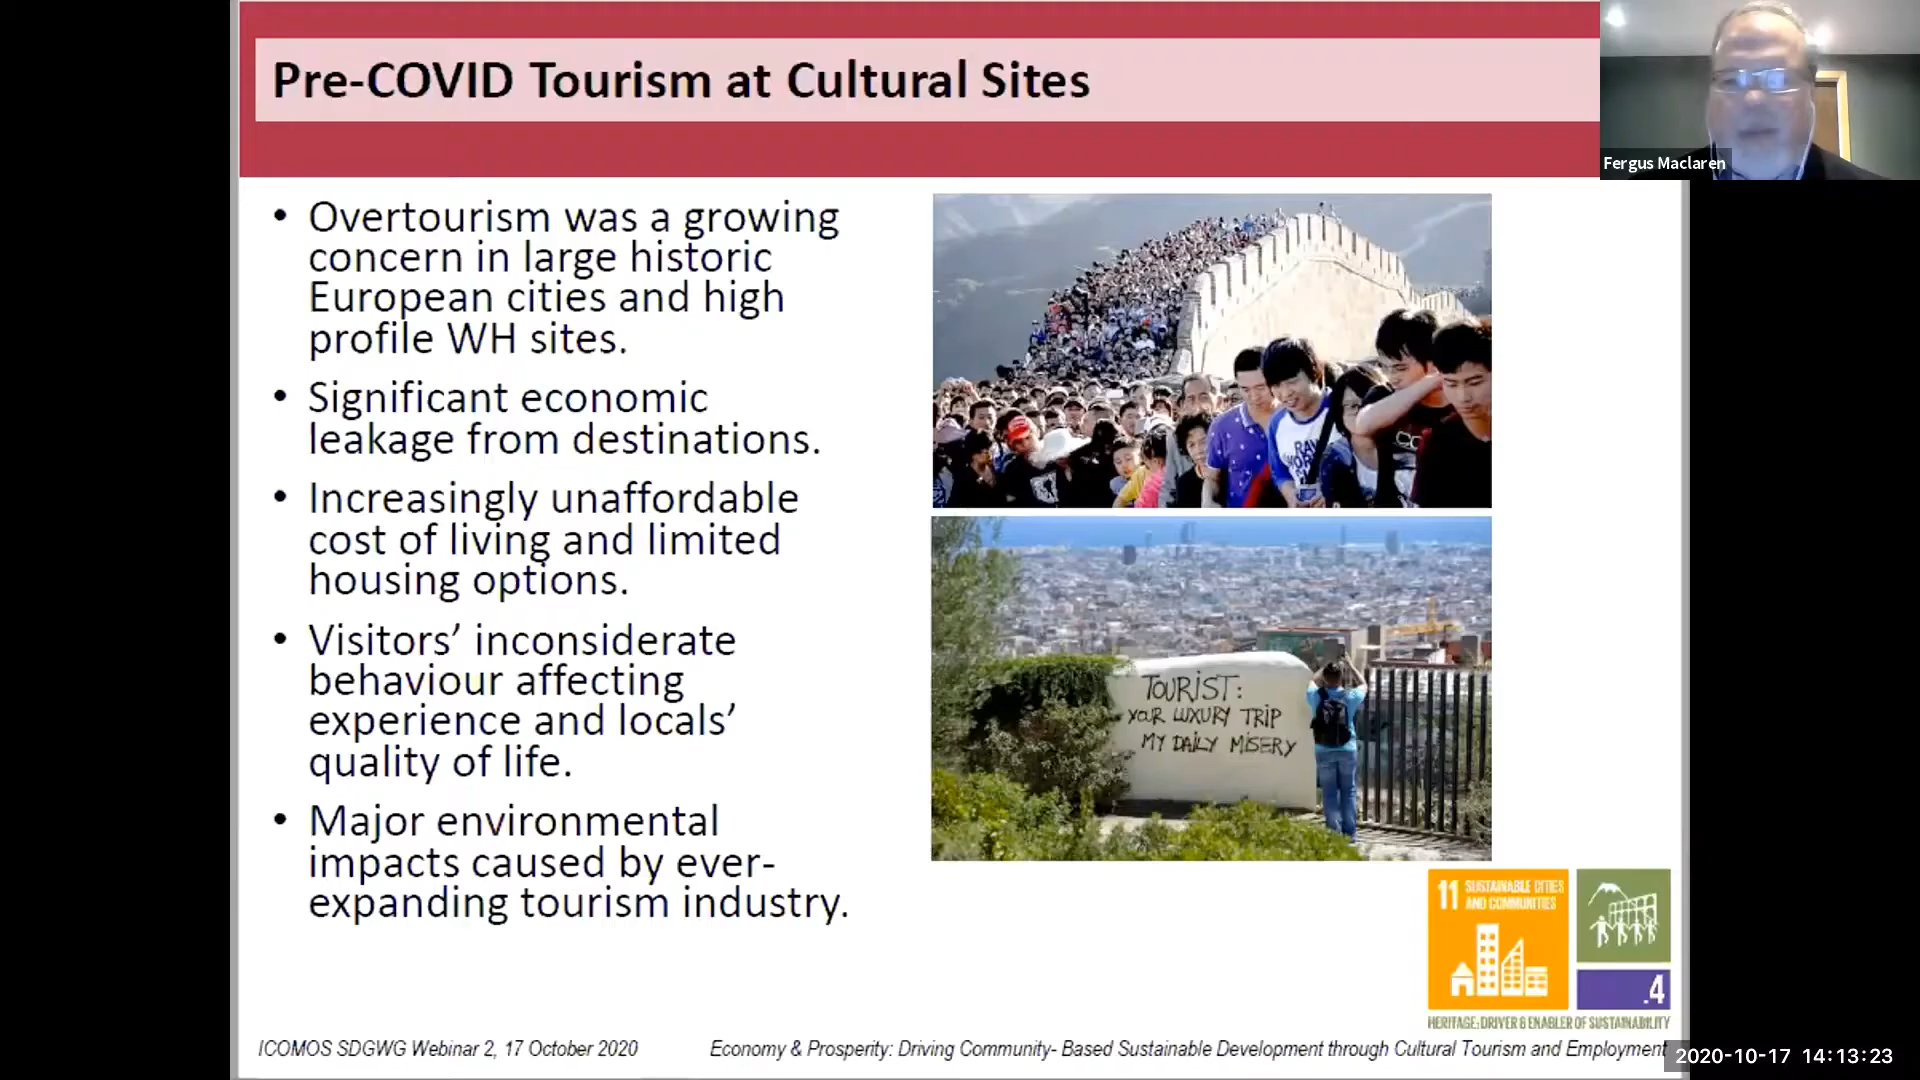 Pre-COVID Tourism at Cultural Sites
Fergus Maclaren
• Overtourism was a growing
concern in large historic
European cities and high
profile WH sites.
• Significant economic
leakage from destinations.
• Increasingly unaffordable
cost of living and limited
housing options.
• Visitors’ inconsiderate
behaviour affecting
experience and locals’
quality of life.
• Major environmental
impacts caused by ever-
expanding tourism industry.
TOURIST:
YOUR LUXURY TRIP
MY DAILY MISERY
11 SUSTAINABLE CITIES
AND COMMUNITIES
.4
HERITAGE: DRIVER & ENABLER OF SUSTAINABILITY
ICOMOS SDGWG Webinar 2, 17 October 2020
Economy & Prosperity: Driving Community- Based Sustainable Development through Cultural Tourism and Employment
2020-10-17 14:13:23